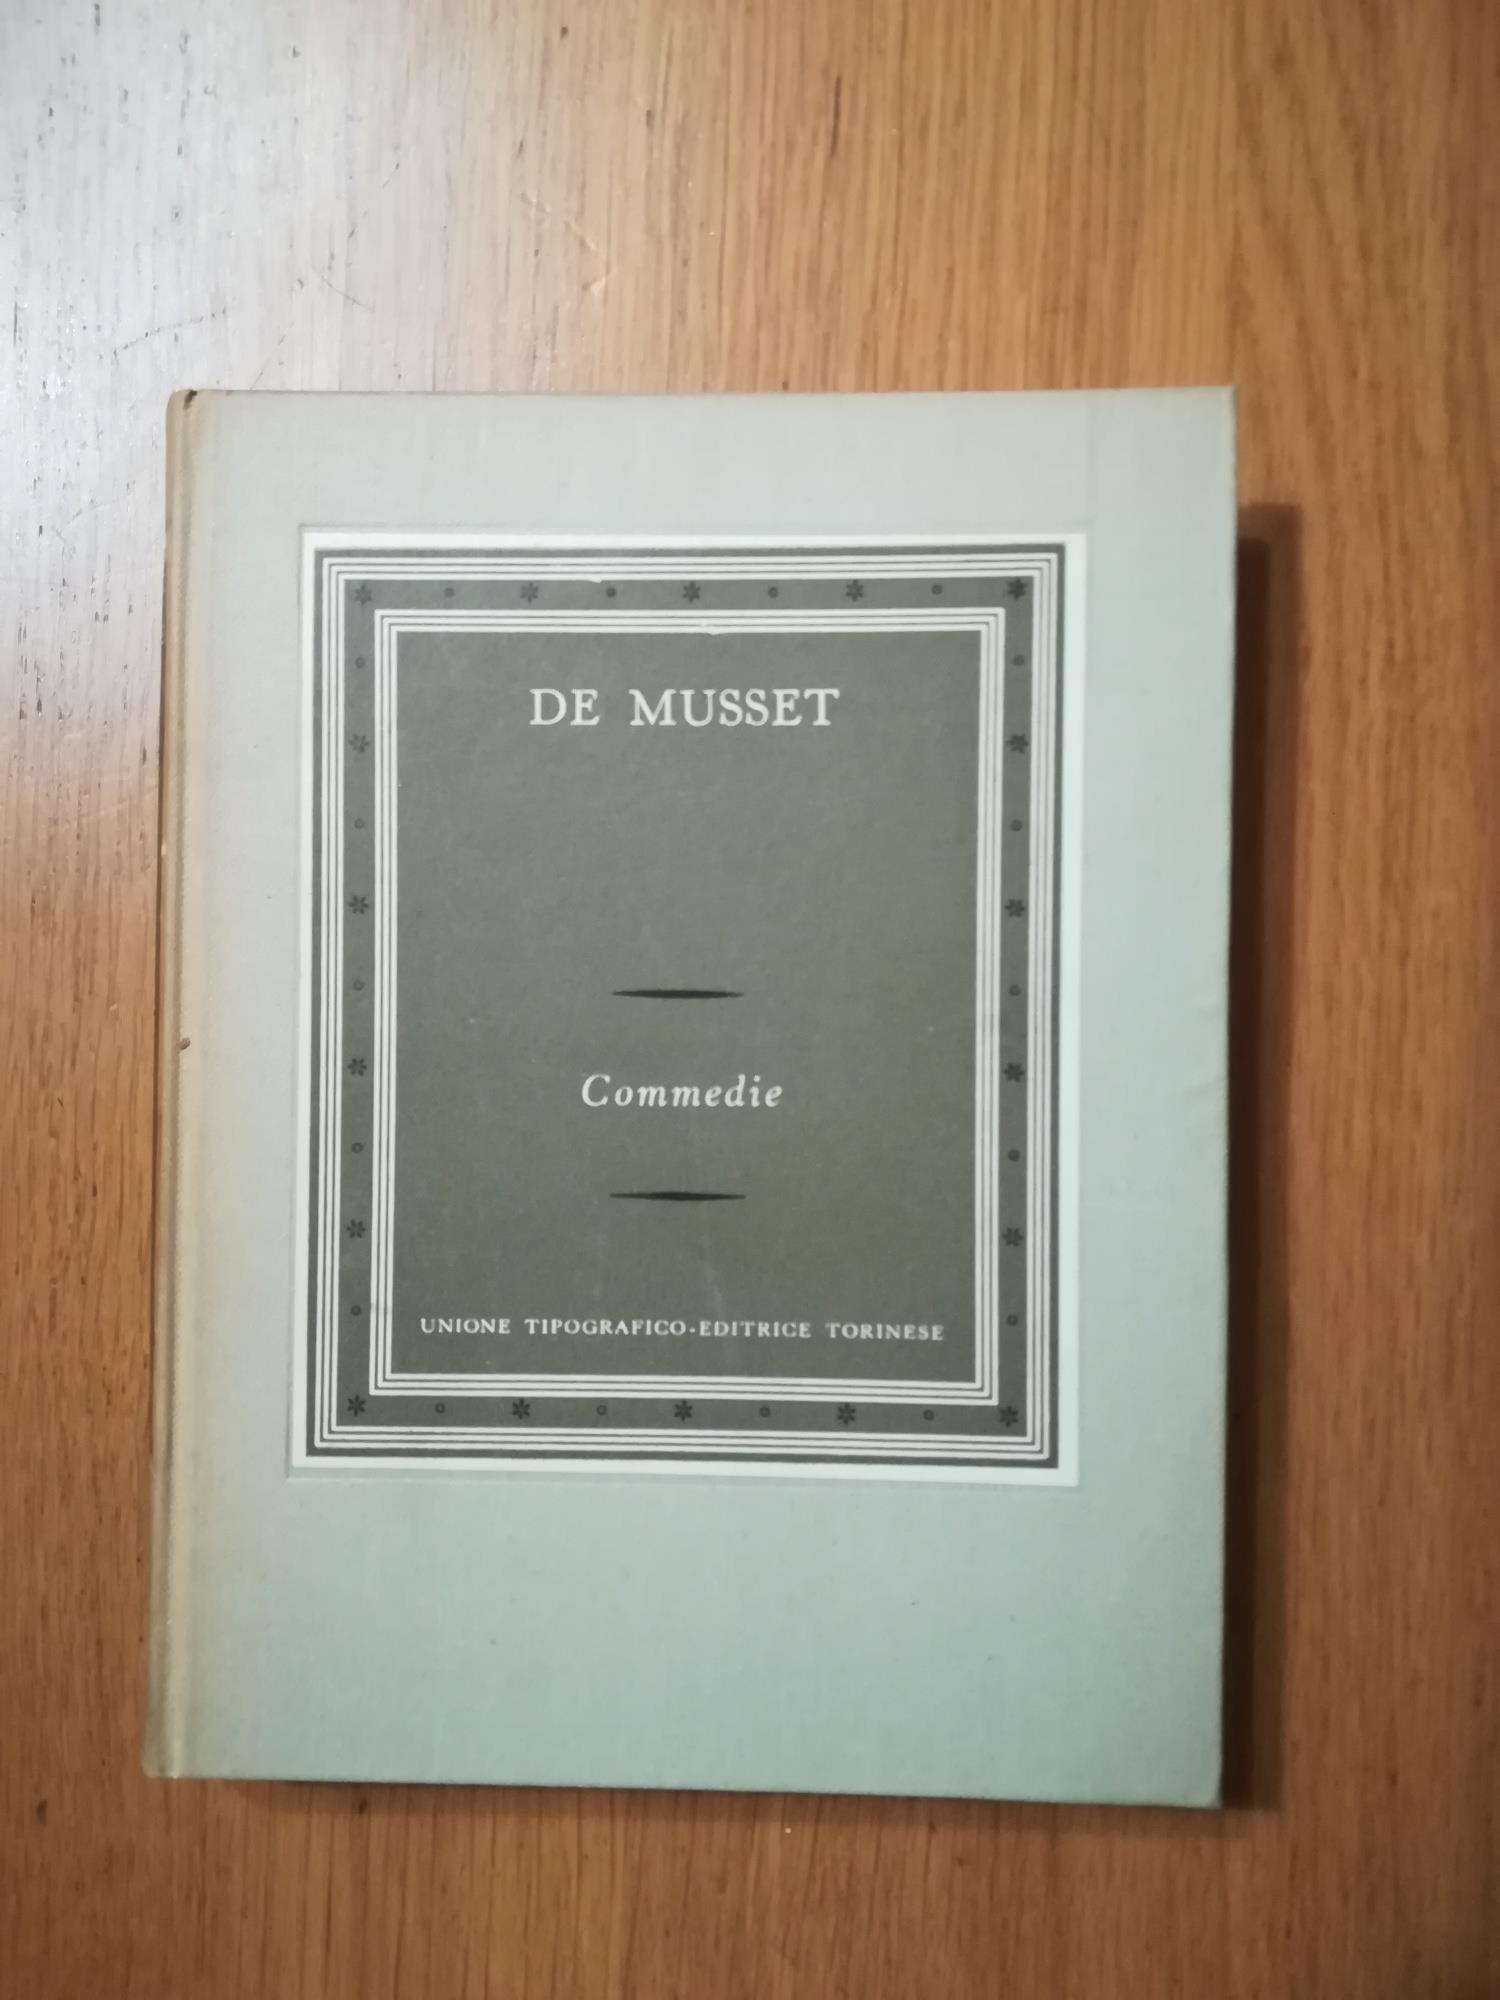 DE MUSSET
Commedie
UNIONE TIPOGRAFICO-EDITRICE TORINESE